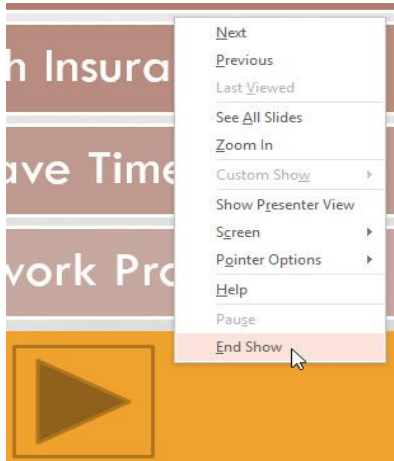 h Insura
ave Time
work Pro
Next
Previous
Last Viewed
See All Slides
Zoom In
Custom Show
Show Presenter View
Screen
Pointer Options
Help
Pause
End Show